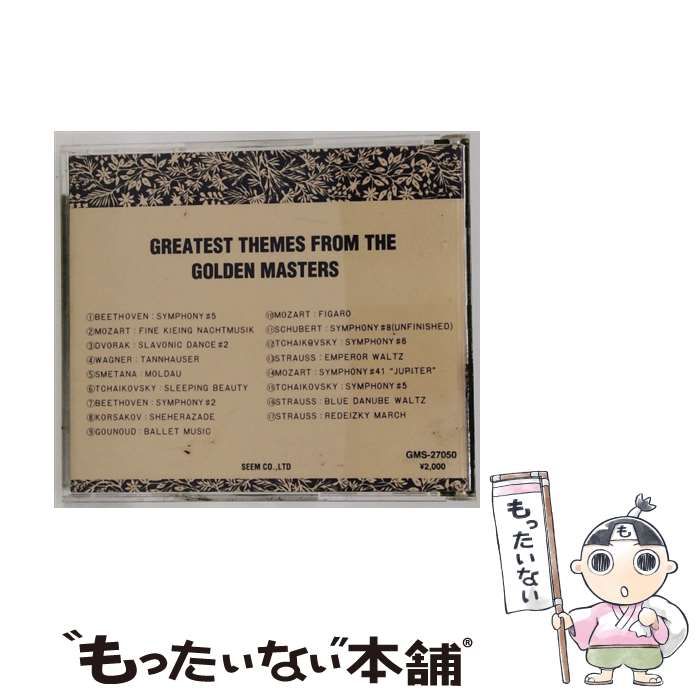 GREATEST THEMES FROM THE
GOLDEN MASTERS
①BEETHOVEN : SYMPHONY #5
②MOZART : FINE KIEING NACHTMUSIK
③DVORAK : SLAVONIC DANCE #2
④WAGNER : TANNHAUSER
⑤SMETANA : MOLDAU
⑥TCHAIKOVSKY : SLEEPING BEAUTY
⑦BEETHOVEN : SYMPHONY #2
⑧KORSAKOV : SHEHERAZADE
⑨GOUNOUD : BALLET MUSIC
⑩MOZART : FIGARO
⑪SCHUBERT : SYMPHONY #8(UNFINISHED)
⑫TCHAIKOVSKY : SYMPHONY #6
⑬STRAUSS : EMPEROR WALTZ
⑭MOZART : SYMPHONY #41 "JUPITER"
⑮TCHAIKOVSKY : SYMPHONY #5
⑯STRAUSS : BLUE DANUBE WALTZ
⑰STRAUSS : REDEIZKY MARCH
GMS-27050
¥2,000
SEEM CO.,LTD
も
もったいない
"もったいない本舗®